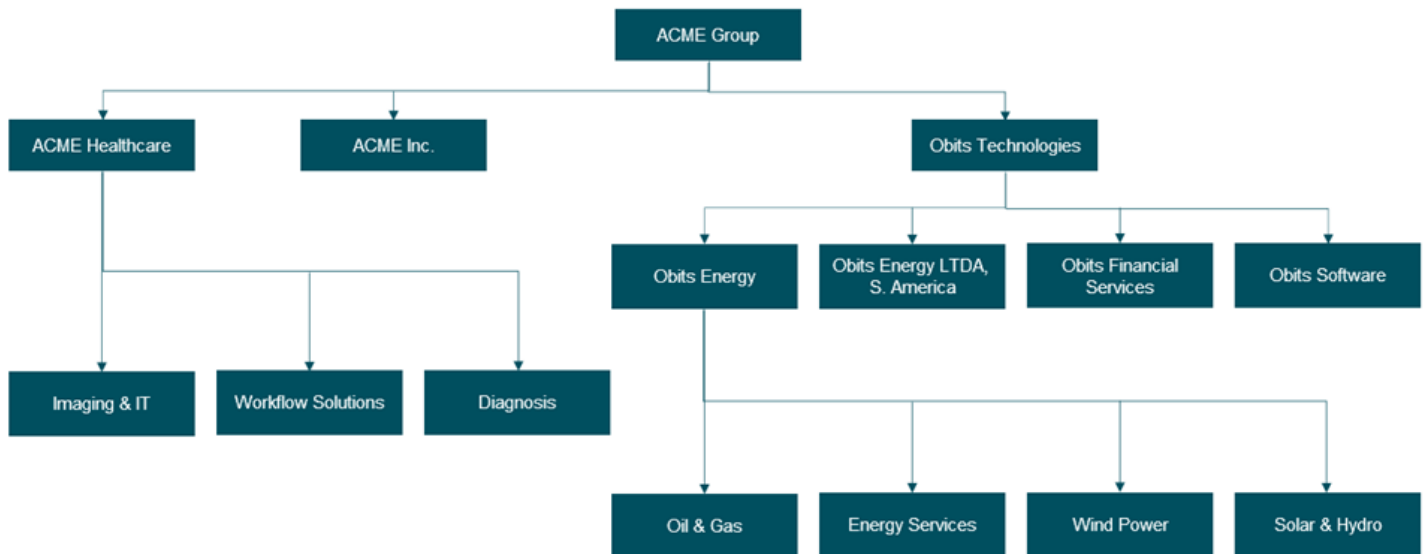 ACME Group
ACME Healthcare
ACME Inc.
Obits Technologies
Obits Energy
Obits Energy LTDA,
S. America
Obits Financial
Services
Obits Software
Imaging & IT
Workflow Solutions
Diagnosis
Oil & Gas
Energy Services
Wind Power
Solar & Hydro